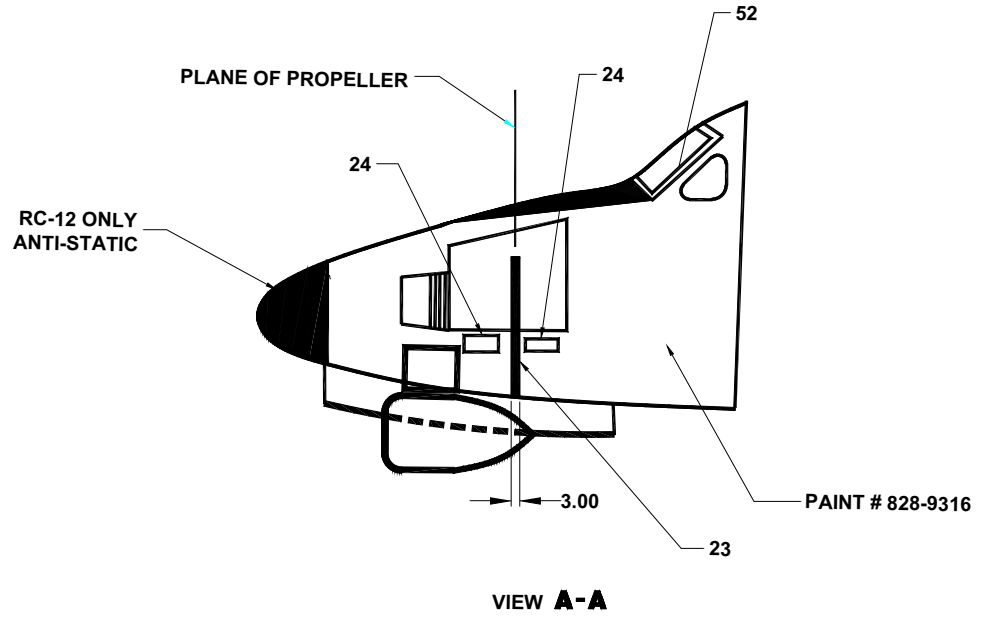 52
PLANE OF PROPELLER
24
24
RC-12 ONLY
ANTI-STATIC
3.00
PAINT # 828-9316
23
VIEW A-A